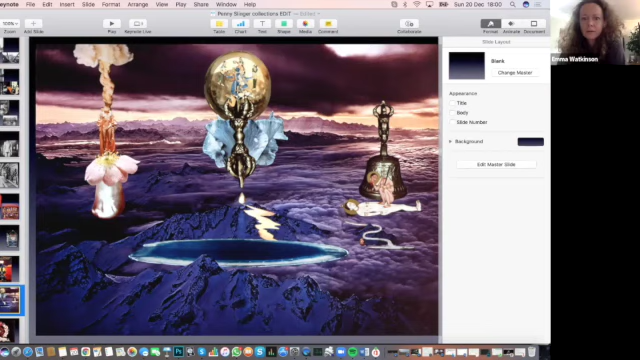 Keynote File Edit Insert Slide Format Arrange View Play Share Window Help
Sun 20 Dec 18:00
Penny Slinger collections EDIT — Edited
100%
Zoom Add Slide Play Keynote Live Table Chart Text Shape Media Comment Collaborate Format Animate Document
Slide Layout
Blank
Change Master
Appearance
Title
Body
Slide Number
Background
Edit Master Slide
Emma Watkinson